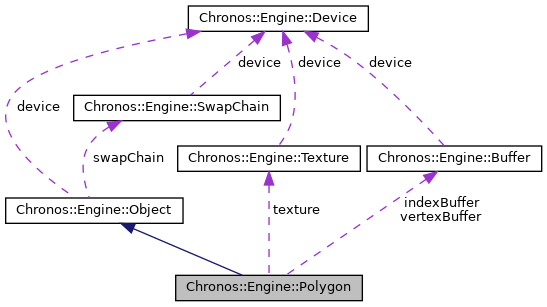 Chronos::Engine::Device
device
device
device
device
Chronos::Engine::SwapChain
swapChain
Chronos::Engine::Texture
Chronos::Engine::Buffer
Chronos::Engine::Object
texture
indexBuffer
vertexBuffer
Chronos::Engine::Polygon